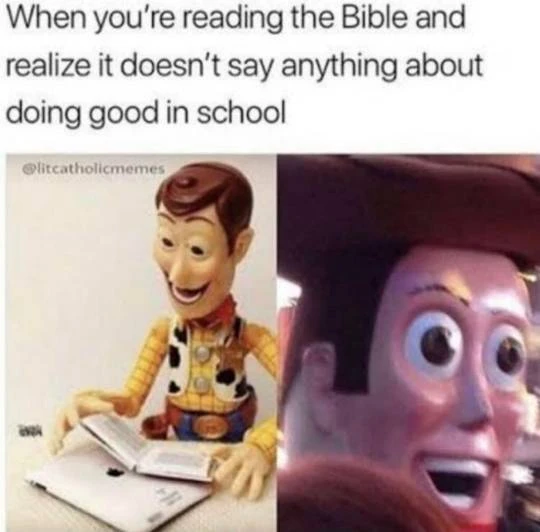 When you're reading the Bible and
realize it doesn't say anything about
doing good in school
@litcatholicmemes